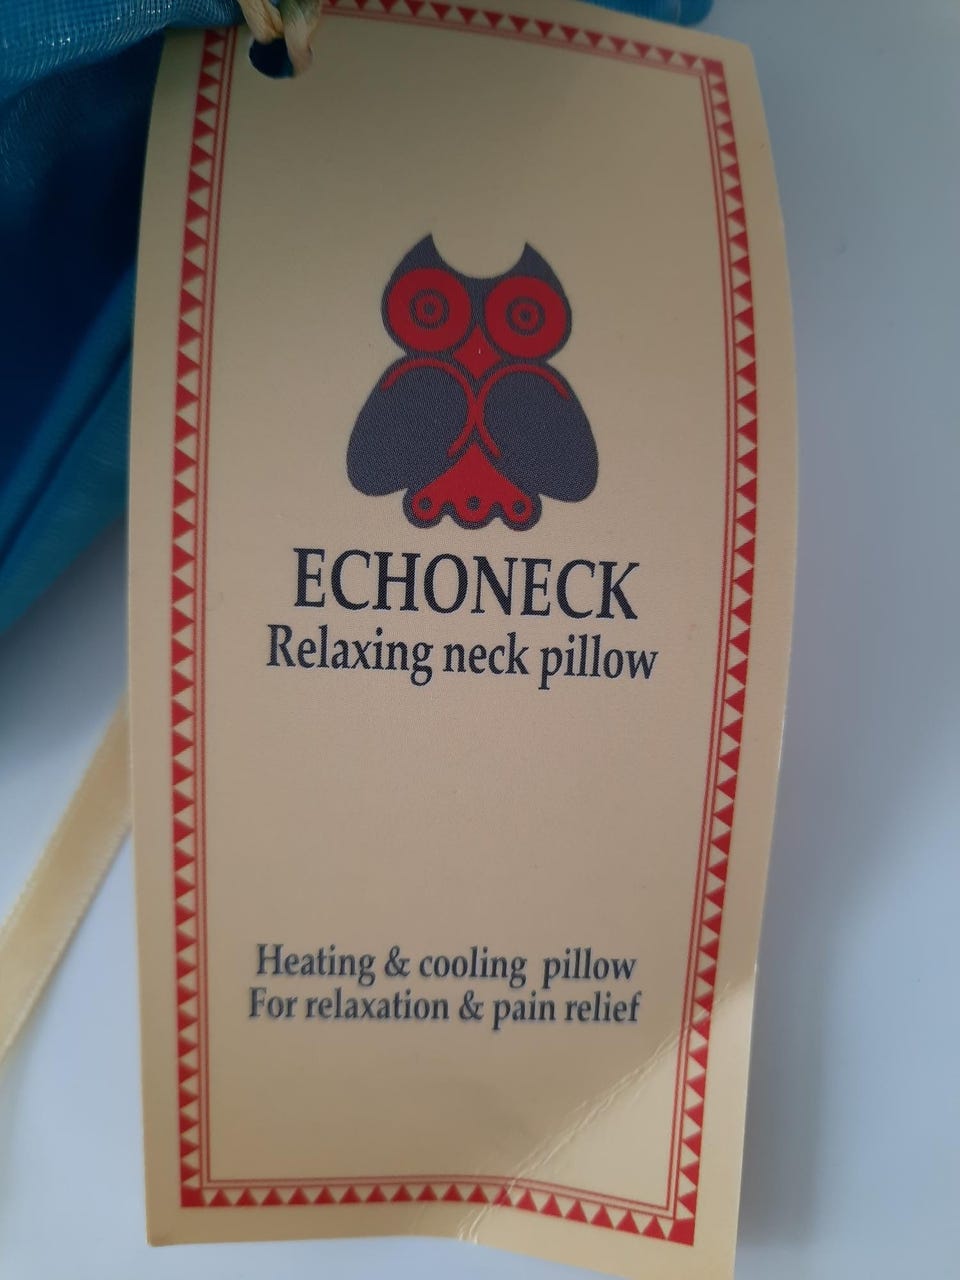 ECHONECK
Relaxing neck pillow
Heating & cooling pillow
For relaxation & pain relief